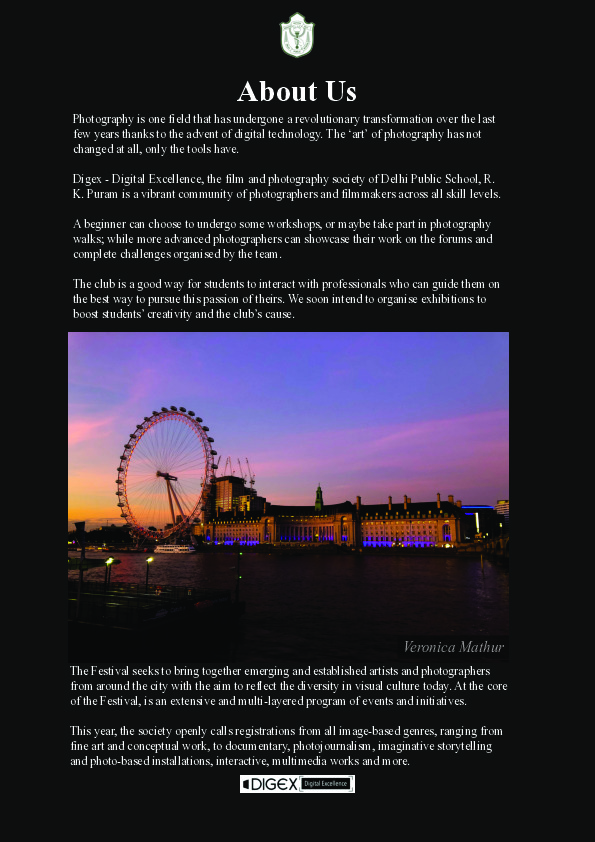 About Us
Photography is one field that has undergone a revolutionary transformation over the last
few years thanks to the advent of digital technology. The ‘art’ of photography has not
changed at all, only the tools have.
Digex - Digital Excellence, the film and photography society of Delhi Public School, R.
K. Puram is a vibrant community of photographers and filmmakers across all skill levels.
A beginner can choose to undergo some workshops, or maybe take part in photography
walks; while more advanced photographers can showcase their work on the forums and
complete challenges organised by the team.
The club is a good way for students to interact with professionals who can guide them on
the best way to pursue this passion of theirs. We soon intend to organise exhibitions to
boost students’ creativity and the club’s cause.
Veronica Mathur
The Festival seeks to bring together emerging and established artists and photographers
from around the city with the aim to reflect the diversity in visual culture today. At the core
of the Festival, is an extensive and multi-layered program of events and initiatives.
This year, the society openly calls registrations from all image-based genres, ranging from
fine art and conceptual work, to documentary, photojournalism, imaginative storytelling
and photo-based installations, interactive, multimedia works and more.
DIGEX Digital Excellence